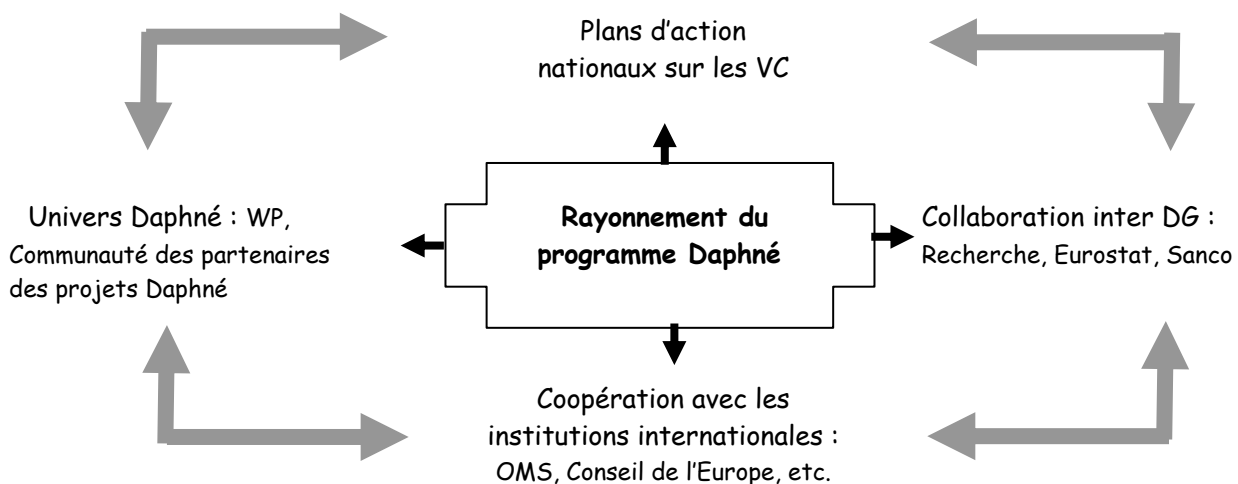 Plans d’action
nationaux sur les VC
Univers Daphné : WP,
Communauté des partenaires
des projets Daphné
Rayonnement du
programme Daphné
Collaboration inter DG :
Recherche, Eurostat, Sanco
Coopération avec les
institutions internationales :
OMS, Conseil de l’Europe, etc.